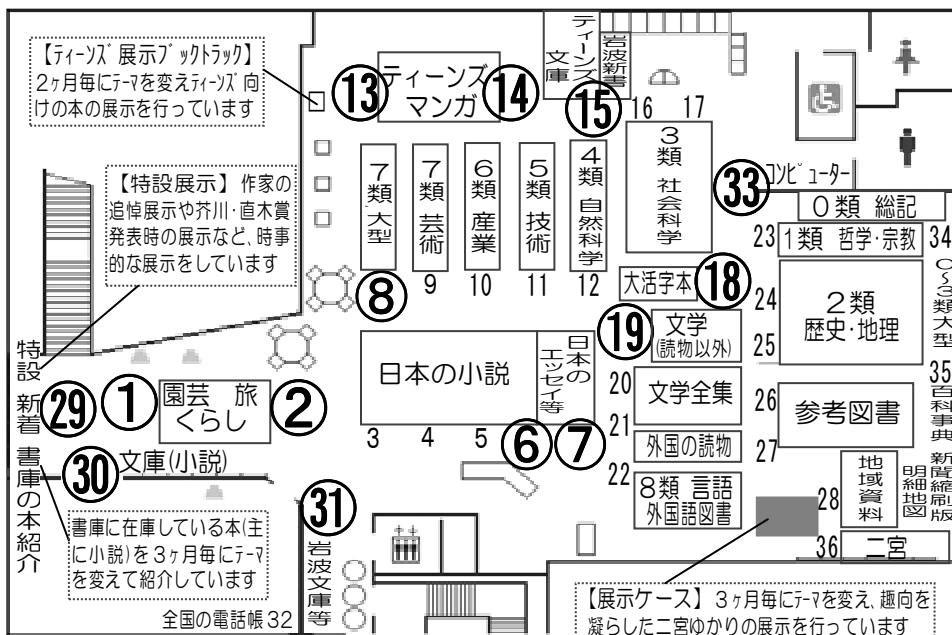 【ティーンズ展示ブックトラック】
2ヶ月毎にテーマを変えティーンズ向
けの本の展示を行っています
【特設展示】作家の
追悼展示や芥川・直木賞
発表時の展示など、時事
的な展示をしています
⑬
ティーンズ
マンガ
⑭
ティーンズ
文庫
岩波新書
⑮
16
17
3類 社会科学
7類 大型
7類 芸術
6類 産業
5類 技術
4類 自然科学
⑧
9
10
11
12
大活字本
⑱
㉝
コンピューター
0類 総記
23
1類 哲学・宗教
34
0~3類大型
24
2類
歴史・地理
25
⑲
文学
(読物以外)
20
文学全集
21
外国の読物
22
8類 言語
外国語図書
26
参考図書
27
35
百科事典
新聞縮刷版
明細地図
28
地域資料
36
二宮
日本の小説
日本の
エッセイ等
3
4
5
⑥
⑦
特設
新着
㉙
①
園芸 旅
くらし
②
書庫の本紹介
㉚
文庫(小説)
㉛
岩波文庫等
書庫に在庫している本(主
に小説)を3ヶ月毎にテーマ
を変えて紹介しています
全国の電話帳32
【展示ケース】3ヶ月毎にテーマを変え、趣向を
凝らした二宮ゆかりの展示を行っています